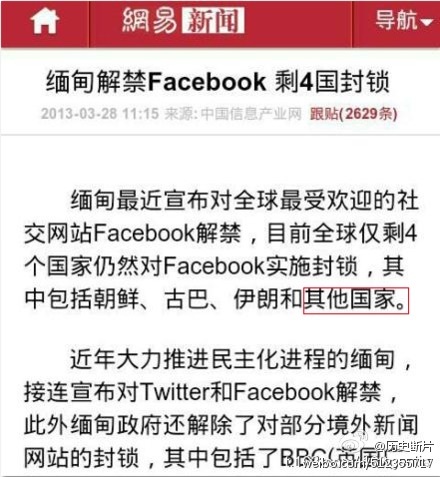 網易新闻 导航
缅甸解禁Facebook 剩4国封锁
2013-03-28 11:15 来源: 中国信息产业网 跟贴(2629条)
缅甸最近宣布对全球最受欢迎的社
交网站Facebook解禁，目前全球仅剩4
个国家仍然对Facebook实施封锁，其
中包括朝鲜、古巴、伊朗和其他国家。
近年大力推进民主化进程的缅甸，
接连宣布对Twitter和Facebook解禁，
此外缅甸政府还解除了对部分境外新闻
网站的封锁，其中包括了BBC(
@历史断片